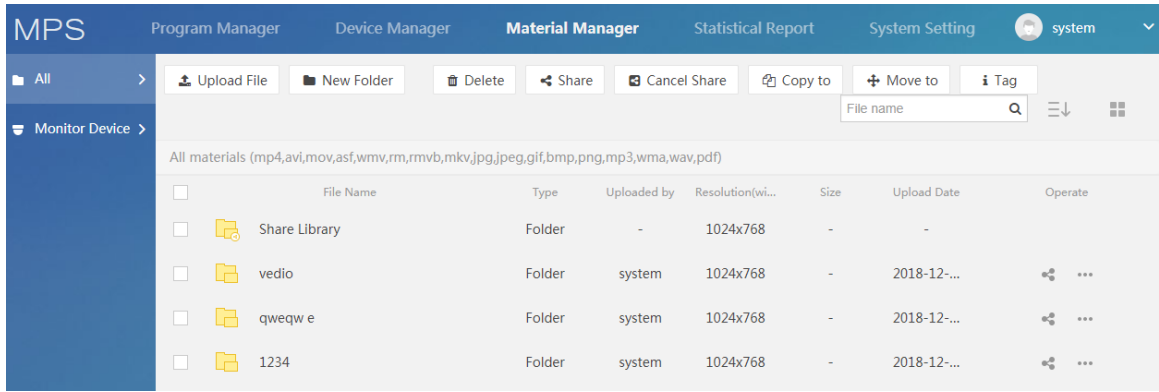 MPS Program Manager Device Manager Material Manager Statistical Report System Setting system
All
Upload File New Folder Delete Share Cancel Share Copy to Move to Tag
File name
Monitor Device
All materials (mp4,avi,mov,asf,wmv,rm,rmvb,mkv,jpg,jpeg,gif,bmp,png,mp3,wma,wav,pdf)
File Name Type Uploaded by Resolution(wi... Size Upload Date Operate
Share Library Folder - 1024x768 - -
vedio Folder system 1024x768 - 2018-12-...
qweqw e Folder system 1024x768 - 2018-12-...
1234 Folder system 1024x768 - 2018-12-...